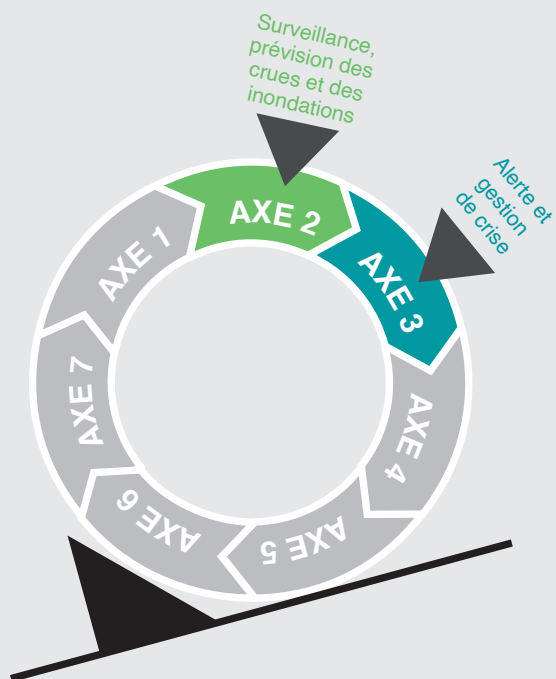 Surveillance,
prévision des
crues et des
inondations
Alerte et
gestion
de crise
AXE 1
AXE 2
AXE 3
AXE 4
AXE 5
AXE 6
AXE 7